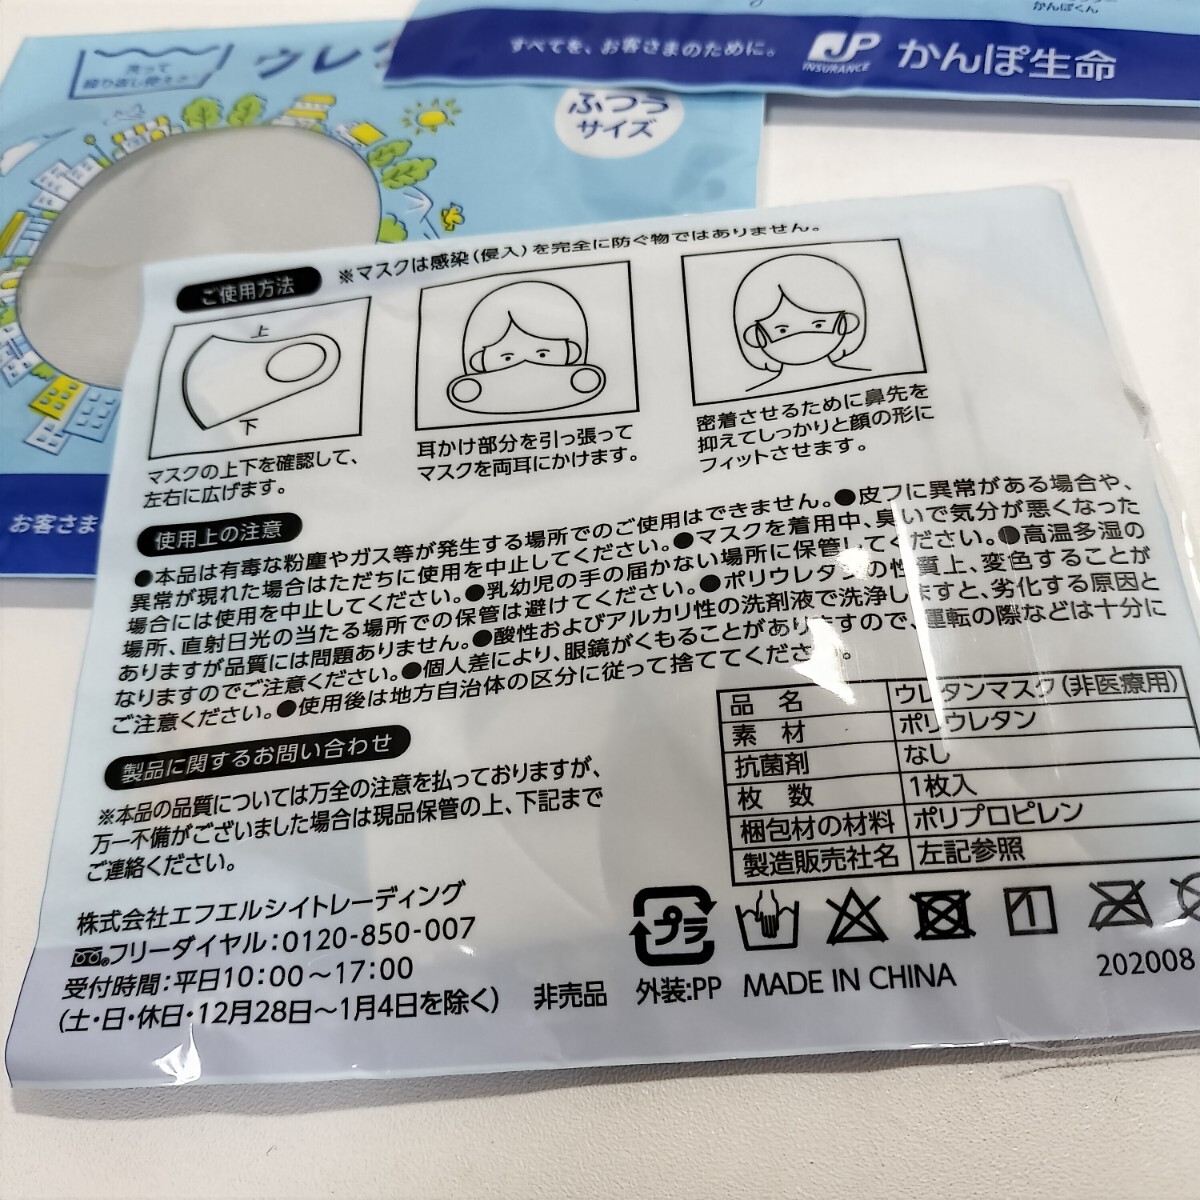 かんぽくん
すべてを、お客さまのために。
JP
INSURANCE
かんぽ生命
洗って
繰り返し使える
ウレタ
ふつう
サイズ
お客さまの
ご使用方法
※マスクは感染(侵入)を完全に防ぐ物ではありません。
上
下
マスクの上下を確認して、
左右に広げます。
耳かけ部分を引っ張って
マスクを両耳にかけます。
密着させるために鼻先を
抑えてしっかりと顔の形に
フィットさせます。
使用上の注意
●本品は有毒な粉塵やガス等が発生する場所でのご使用はできません。●皮フに異常がある場合や、
異常が現れた場合はただちに使用を中止してください。●マスクを着用中、臭いで気分が悪くなった
場合には使用を中止してください。●乳幼児の手の届かない場所に保管してください。●高温多湿の
場所、直射日光の当たる場所での保管は避けてください。●ポリウレタンの性質上、変色することが
ありますが品質には問題ありません。●酸性およびアルカリ性の洗剤液で洗浄しますと、劣化する原因と
なりますのでご注意ください。●個人差により、眼鏡がくもることがありますので、運転の際などは十分に
ご注意ください。●使用後は地方自治体の区分に従って捨ててください。
製品に関するお問い合わせ
※本品の品質については万全の注意を払っておりますが、
万一不備がございました場合は現品保管の上、下記まで
ご連絡ください。
株式会社エフエルシイトレーディング
フリーダイヤル:0120-850-007
受付時間:平日10:00~17:00
(土・日・休日・12月28日~1月4日を除く)
品 名 ウレタンマスク(非医療用)
素 材 ポリウレタン
抗菌剤 なし
枚 数 1枚入
梱包材の材料 ポリプロピレン
製造販売社名 左記参照
プラ
非売品 外装:PP MADE IN CHINA
202008